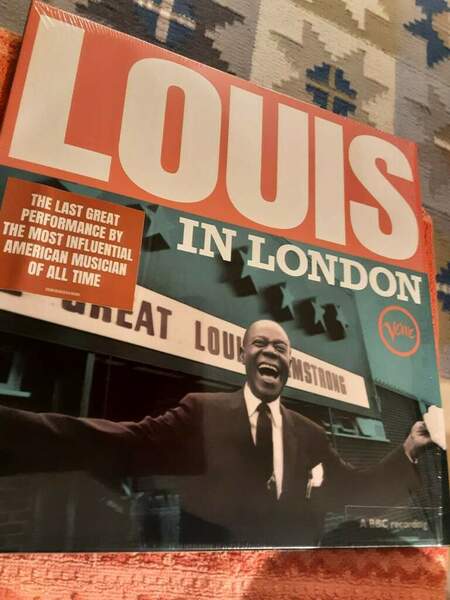 LOUIS
IN LONDON
THE LAST GREAT
PERFORMANCE BY
THE MOST INFLUENTIAL
AMERICAN MUSICIAN
OF ALL TIME
Verve
GREAT LOUI MSTRONG
A BBC recording